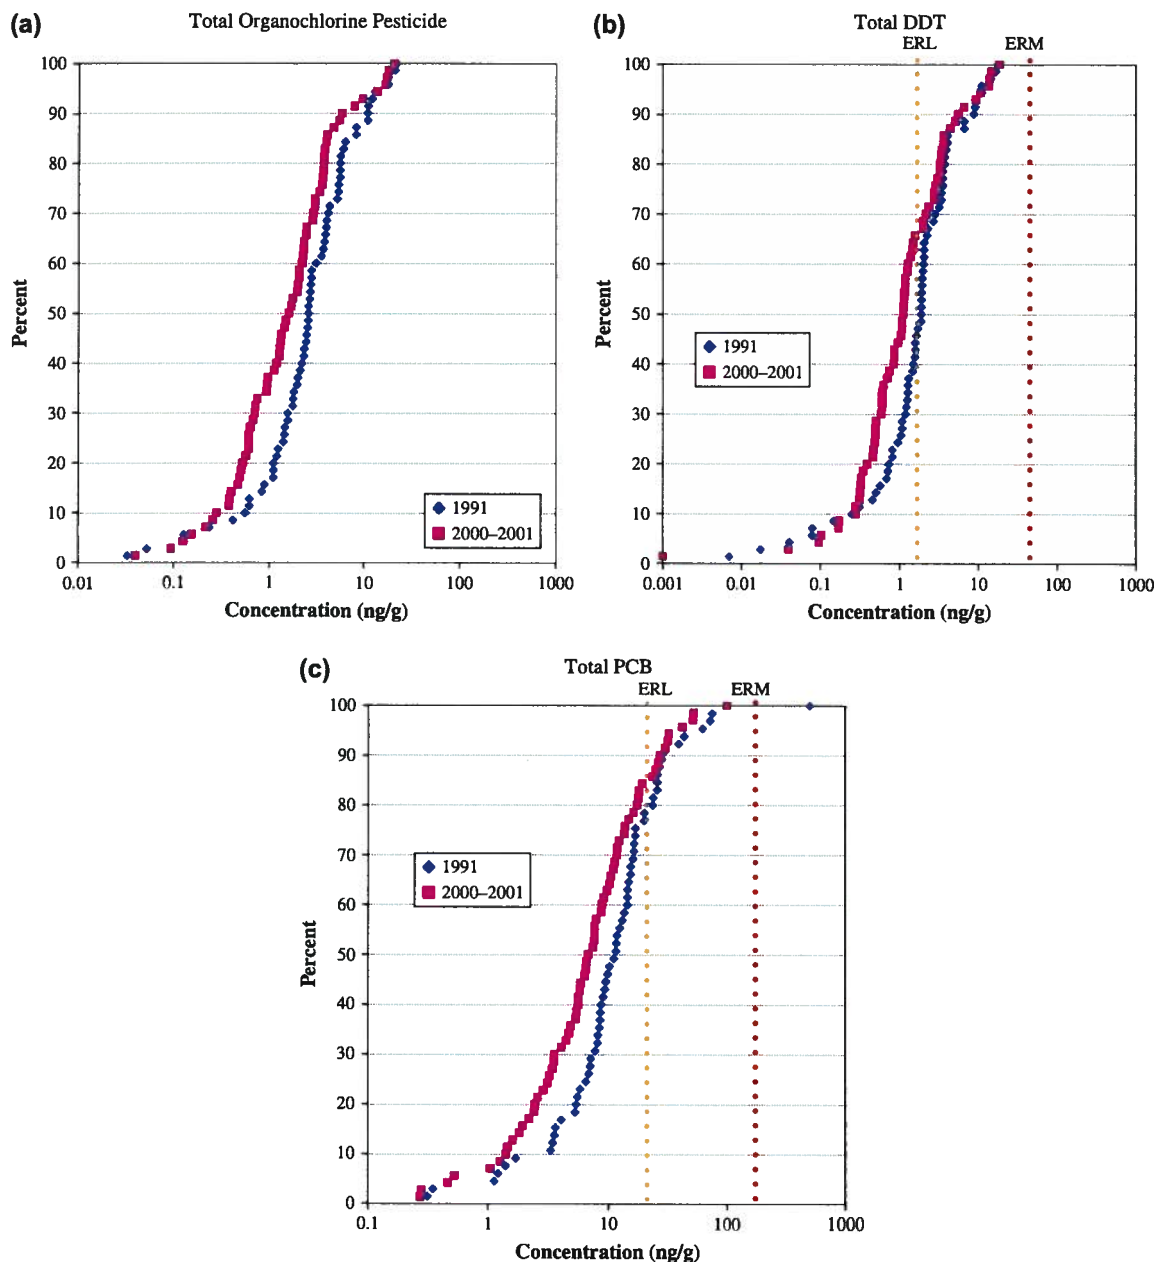 (a)
Total Organochlorine Pesticide
100
90
80
70
60
50
40
30
20
10
0
Percent
0.01 0.1 1 10 100 1000
Concentration (ng/g)
1991
2000–2001
(b)
Total DDT
ERL ERM
100
90
80
70
60
50
40
30
20
10
0
Percent
1991
2000–2001
0.001 0.01 0.1 1 10 100 1000
Concentration (ng/g)
(c)
Total PCB
ERL ERM
100
90
80
70
60
50
40
30
20
10
0
Percent
1991
2000–2001
0.1 1 10 100 1000
Concentration (ng/g)